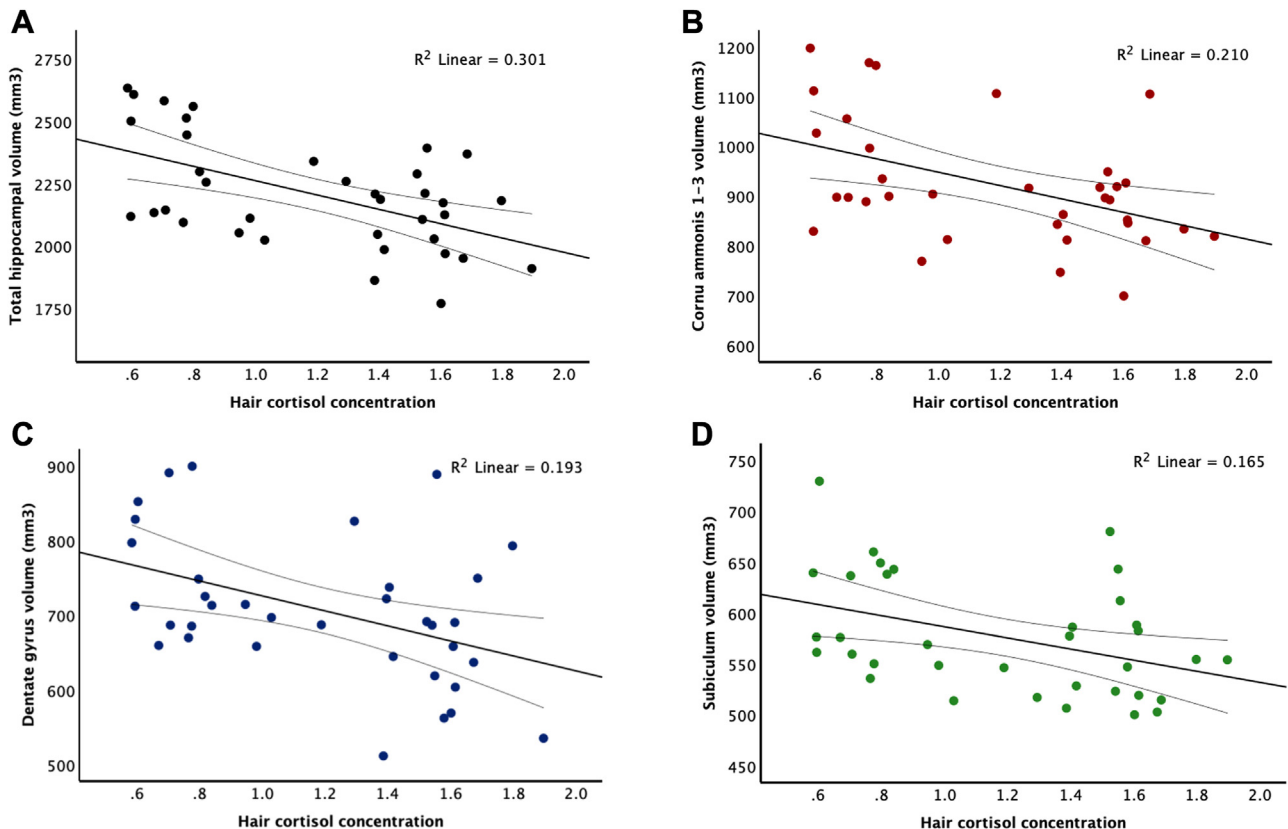 A
R² Linear = 0.301
Total hippocampal volume (mm3)
2750
2500
2250
2000
1750
.6 .8 1.0 1.2 1.4 1.6 1.8 2.0
Hair cortisol concentration
B
R² Linear = 0.210
Cornu ammonis 1-3 volume (mm3)
1200
1100
1000
900
800
700
600
.6 .8 1.0 1.2 1.4 1.6 1.8 2.0
Hair cortisol concentration
C
R² Linear = 0.193
Dentate gyrus volume (mm3)
900
800
700
600
500
.6 .8 1.0 1.2 1.4 1.6 1.8 2.0
Hair cortisol concentration
D
R² Linear = 0.165
Subiculum volume (mm3)
750
700
650
600
550
500
450
.6 .8 1.0 1.2 1.4 1.6 1.8 2.0
Hair cortisol concentration